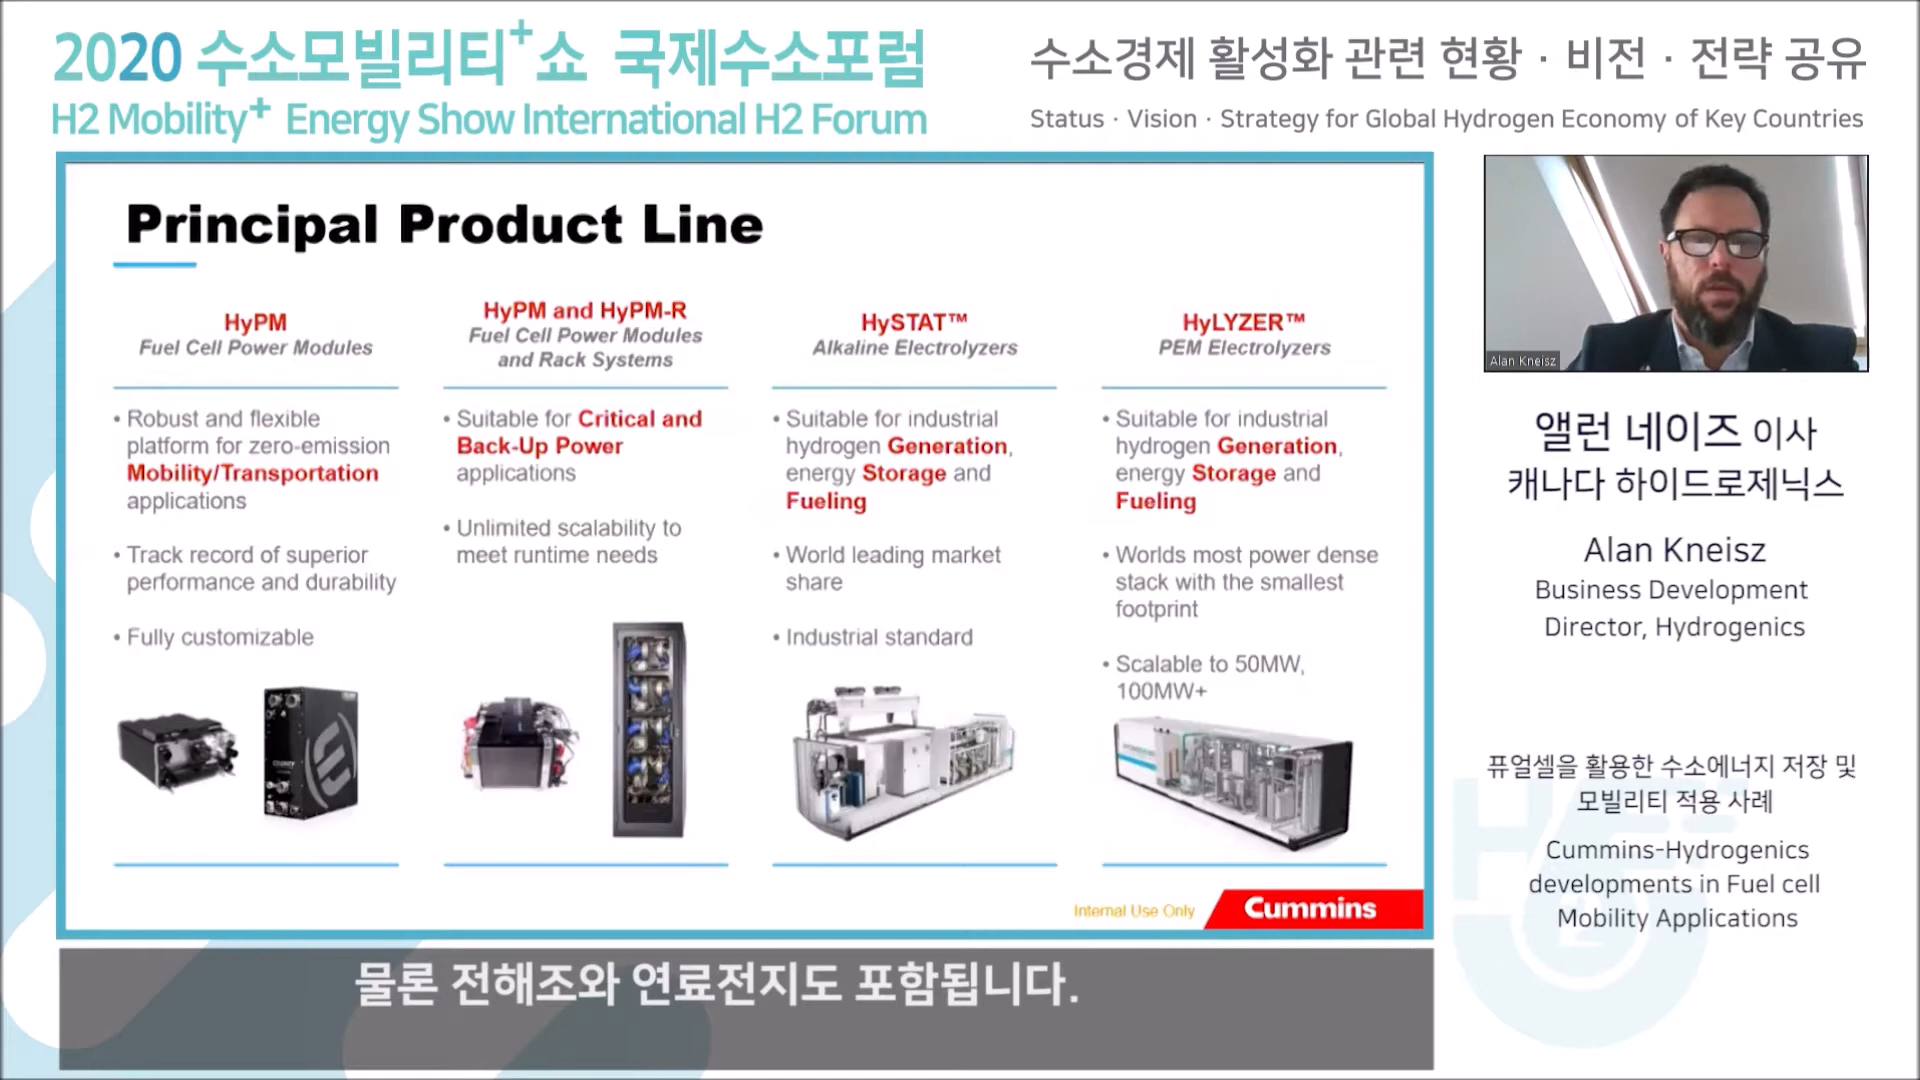 2020 수소모빌리티+쇼 국제수소포럼
H2 Mobility+ Energy Show International H2 Forum
수소경제 활성화 관련 현황 · 비전 · 전략 공유
Status · Vision · Strategy for Global Hydrogen Economy of Key Countries
Principal Product Line
HyPM
Fuel Cell Power Modules
• Robust and flexible
platform for zero-emission
Mobility/Transportation
applications
• Track record of superior
performance and durability
• Fully customizable
HyPM and HyPM-R
Fuel Cell Power Modules
and Rack Systems
• Suitable for Critical and
Back-Up Power
applications
• Unlimited scalability to
meet runtime needs
HySTAT™
Alkaline Electrolyzers
• Suitable for industrial
hydrogen Generation,
energy Storage and
Fueling
• World leading market
share
• Industrial standard
HyLYZER™
PEM Electrolyzers
• Suitable for industrial
hydrogen Generation,
energy Storage and
Fueling
• Worlds most power dense
stack with the smallest
footprint
• Scalable to 50MW,
100MW+
Internal Use Only
Cummins
Alan Kneisz
앨런 네이즈 이사
캐나다 하이드로제닉스
Alan Kneisz
Business Development
Director, Hydrogenics
퓨얼셀을 활용한 수소에너지 저장 및
모빌리티 적용 사례
Cummins-Hydrogenics
developments in Fuel cell
Mobility Applications
물론 전해조와 연료전지도 포함됩니다.